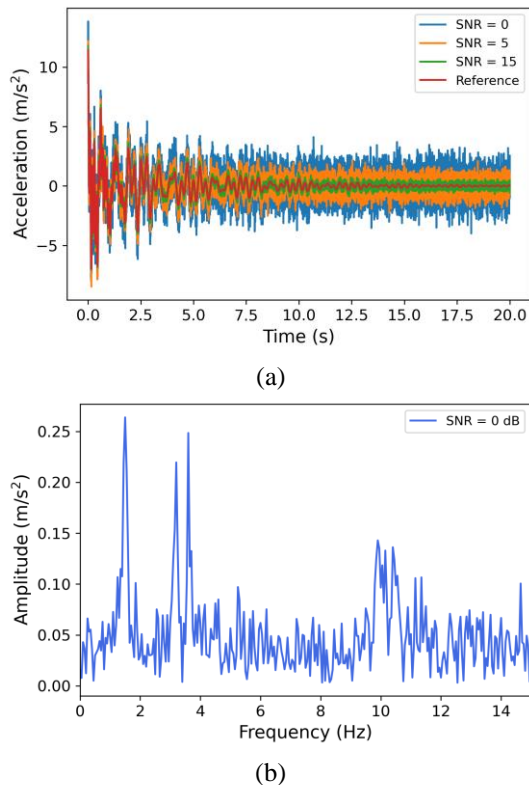 SNR = 0
SNR = 5
SNR = 15
Reference
Acceleration (m/s²)
10
5
0
−5
0.0 2.5 5.0 7.5 10.0 12.5 15.0 17.5 20.0
Time (s)
(a)
SNR = 0 dB
Amplitude (m/s²)
0.25
0.20
0.15
0.10
0.05
0.00
0 2 4 6 8 10 12 14
Frequency (Hz)
(b)